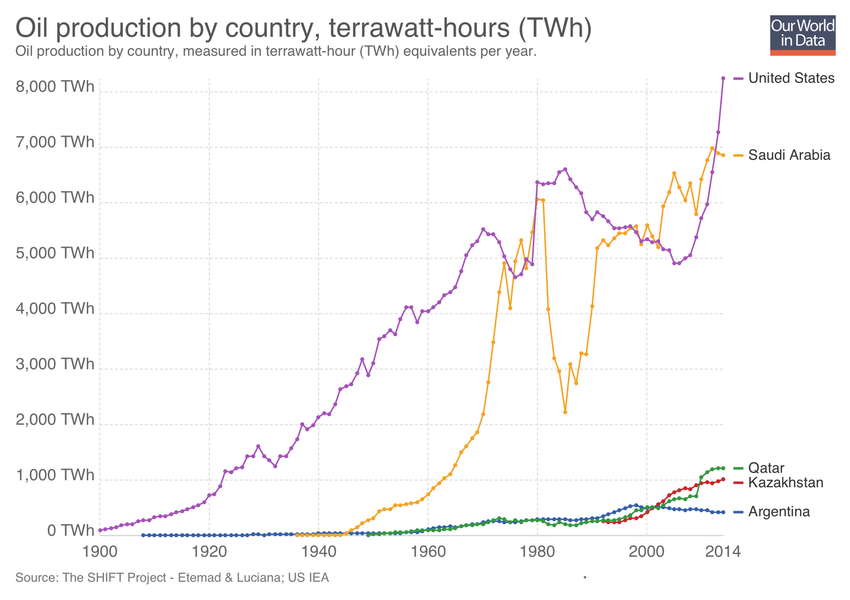 Oil production by country, terrawatt-hours (TWh)
Oil production by country, measured in terrawatt-hour (TWh) equivalents per year.
Our World
in Data
8,000 TWh
7,000 TWh
6,000 TWh
5,000 TWh
4,000 TWh
3,000 TWh
2,000 TWh
1,000 TWh
0 TWh
1900 1920 1940 1960 1980 2000 2014
United States
Saudi Arabia
Qatar
Kazakhstan
Argentina
Source: The SHIFT Project - Etemad & Luciana; US IEA